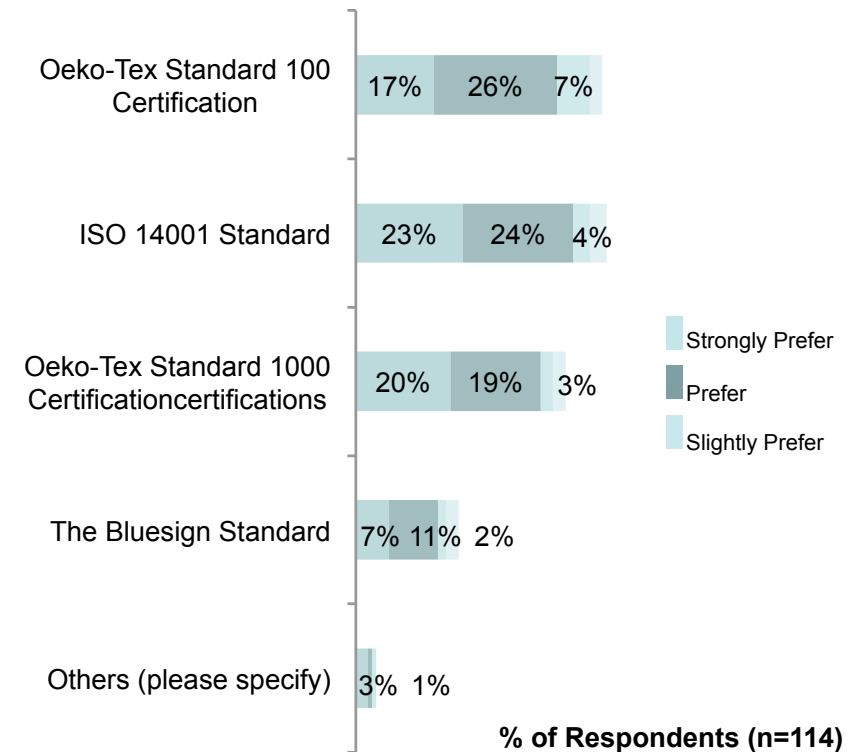 Oeko-Tex Standard 100
Certification
17% 26% 7%
ISO 14001 Standard
23% 24% 4%
Oeko-Tex Standard 1000
Certificationcertifications
20% 19% 3%
The Bluesign Standard
7% 11% 2%
Others (please specify)
3% 1%
Strongly Prefer
Prefer
Slightly Prefer
% of Respondents (n=114)